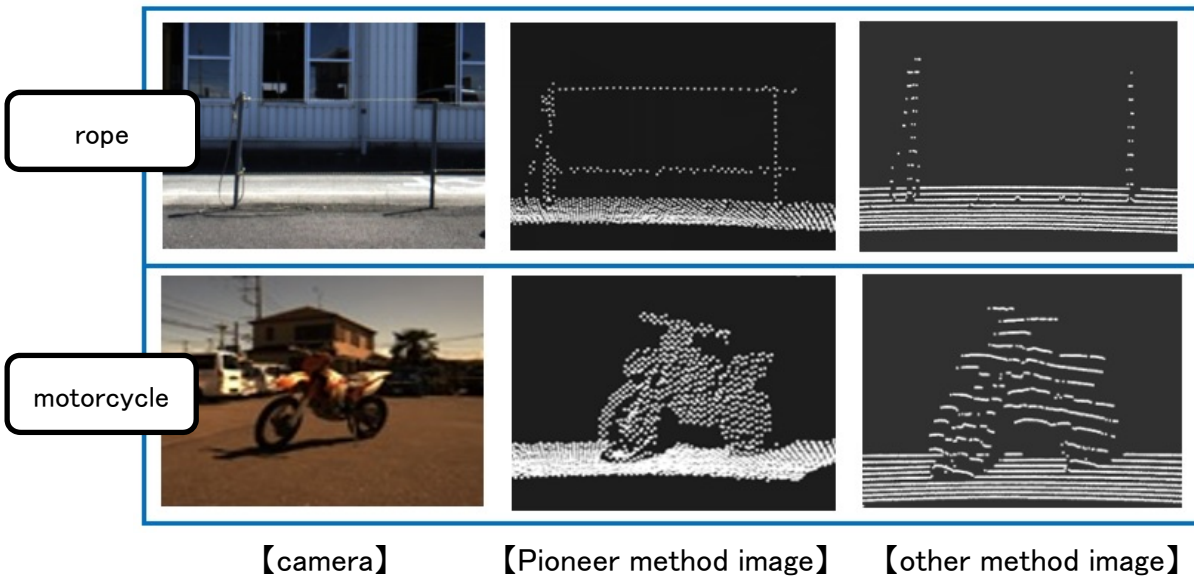 rope
motorcycle
【camera】
【Pioneer method image】
【other method image】